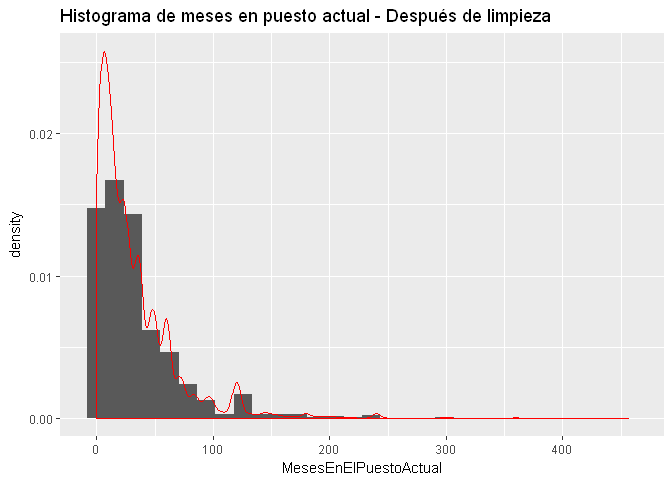 Histograma de meses en puesto actual - Después de limpieza
0.02
0.01
0.00
density
0
100
200
300
400
MesesEnElPuestoActual